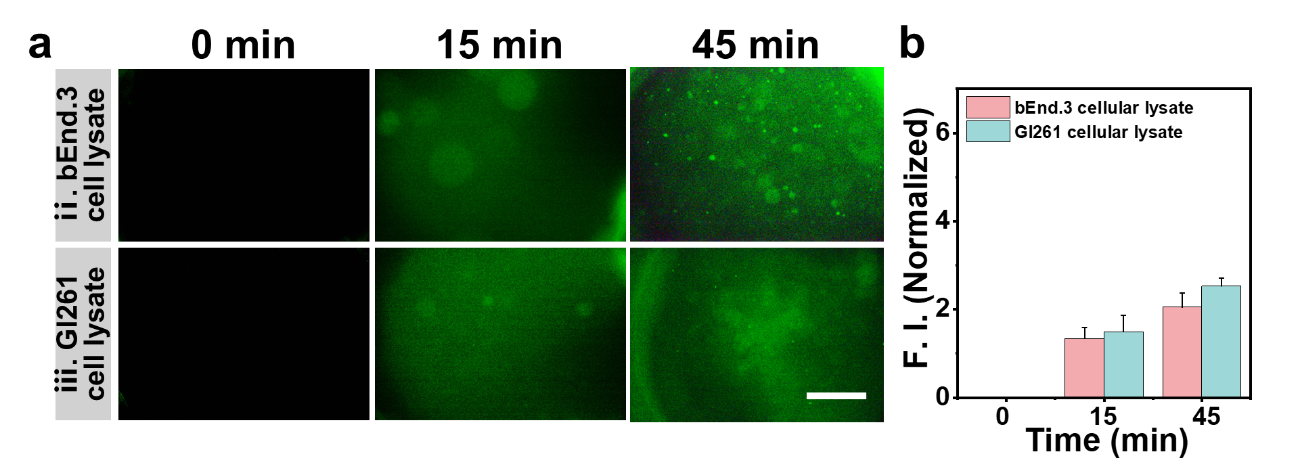 a
0 min
15 min
45 min
ii. bEnd.3
cell lysate
iii. Gl261
cell lysate
b
bEnd.3 cellular lysate
Gl261 cellular lysate
F. I. (Normalized)
6
4
2
0
0
15
45
Time (min)